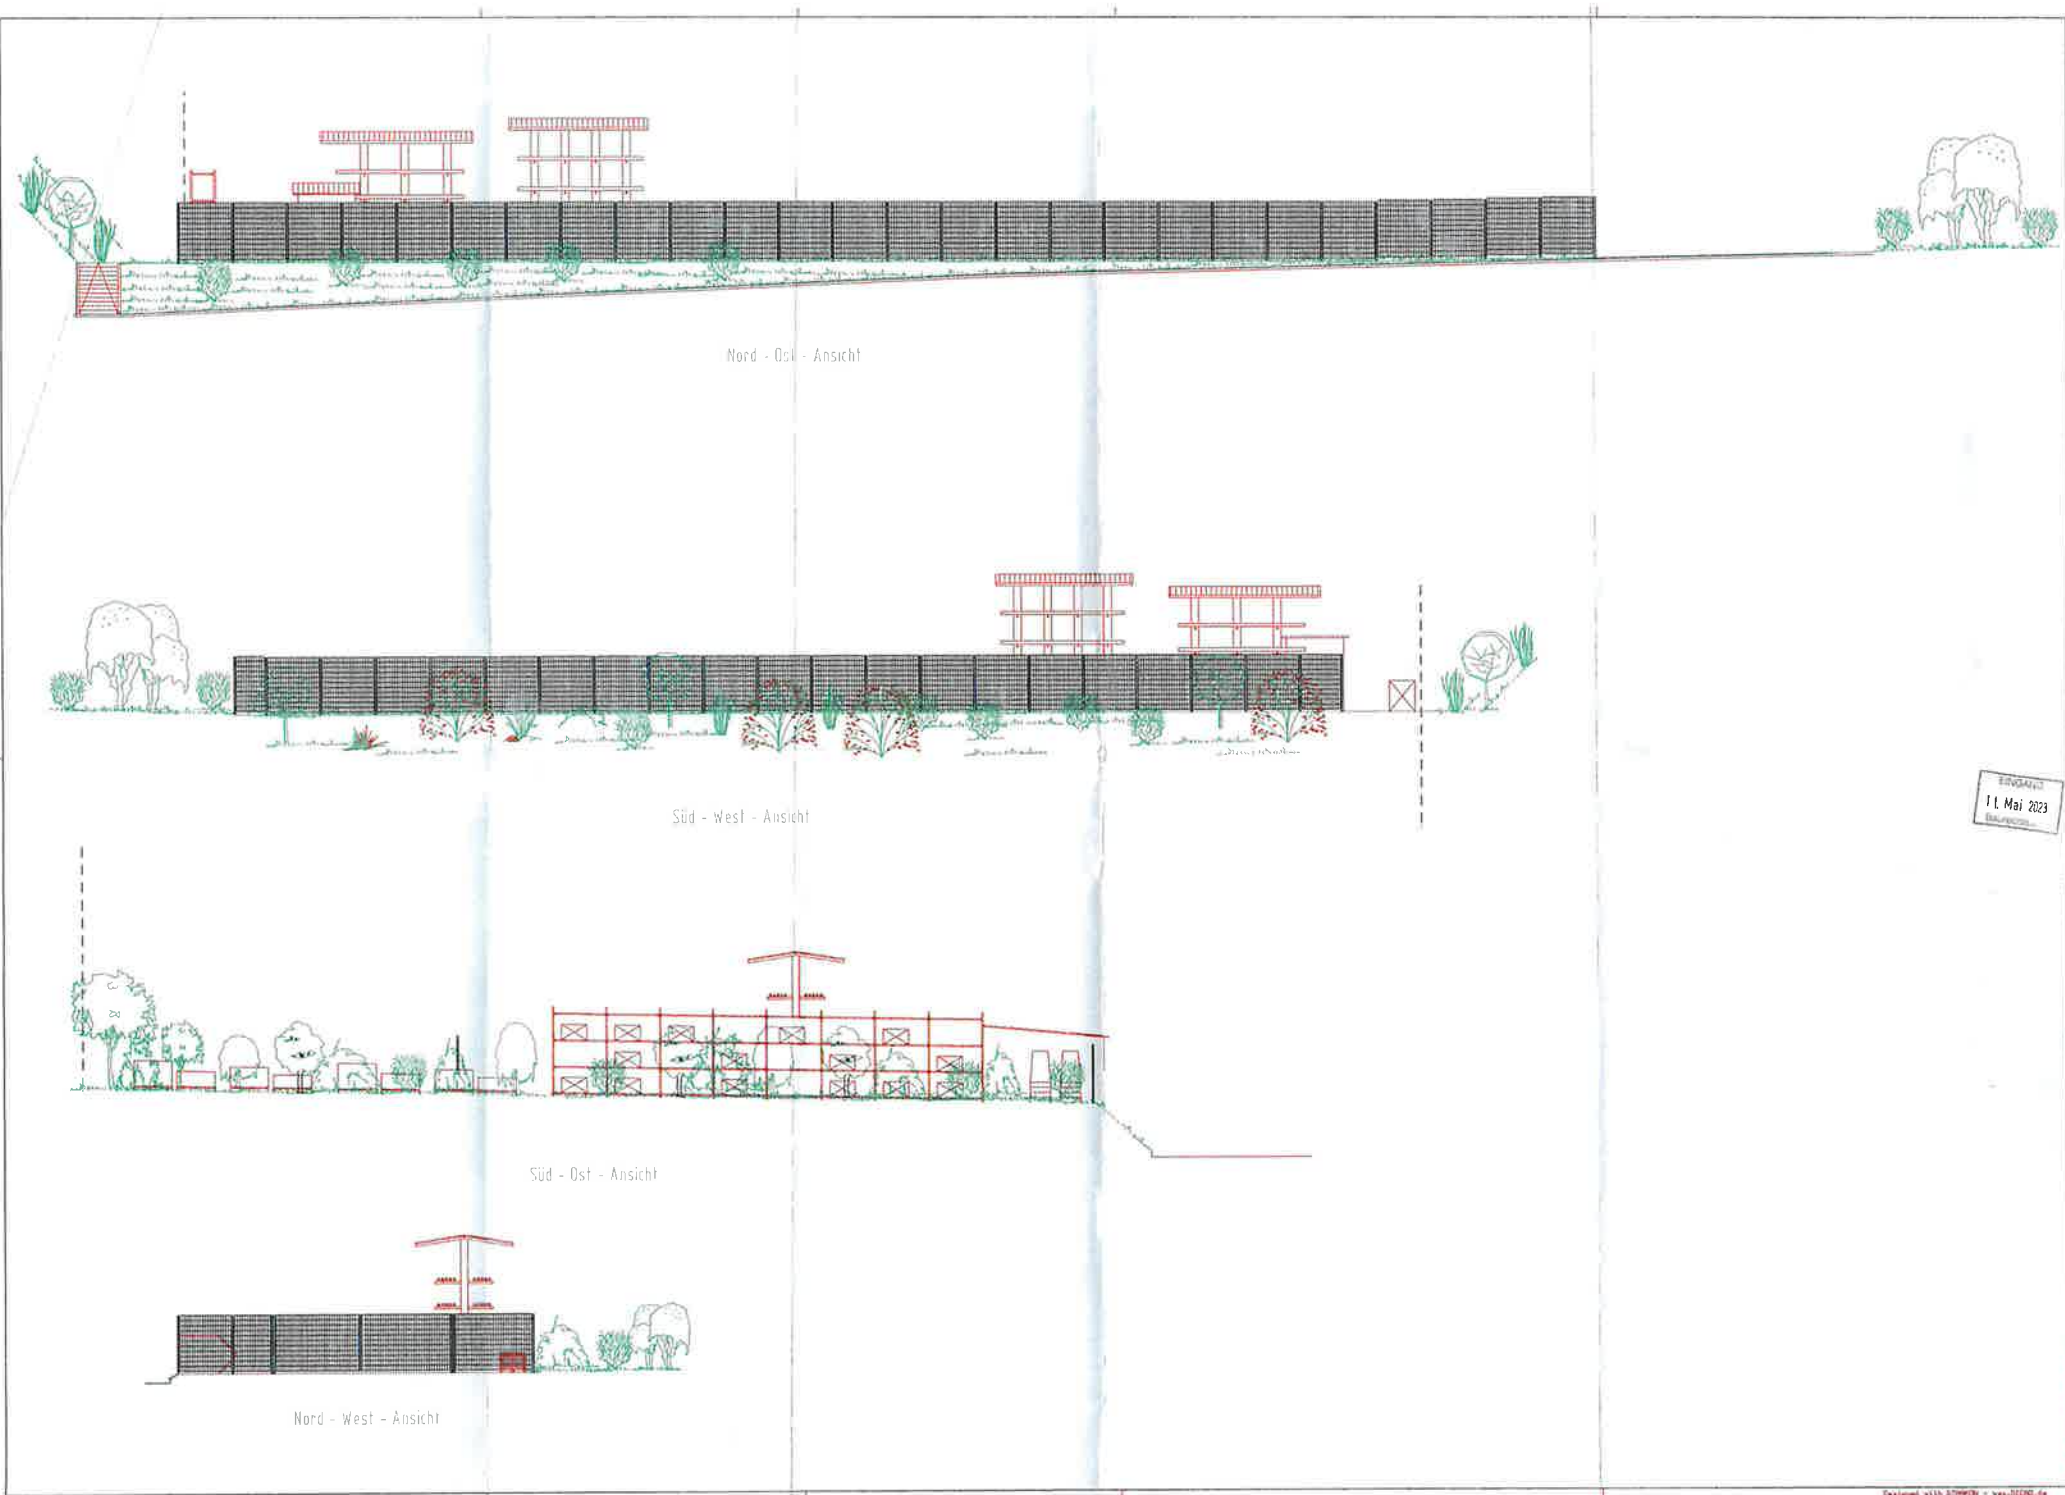 Nord - Ost - Ansicht
Süd - West - Ansicht
EINGANG
11. Mai 2023
Süd - Ost - Ansicht
Nord - West - Ansicht